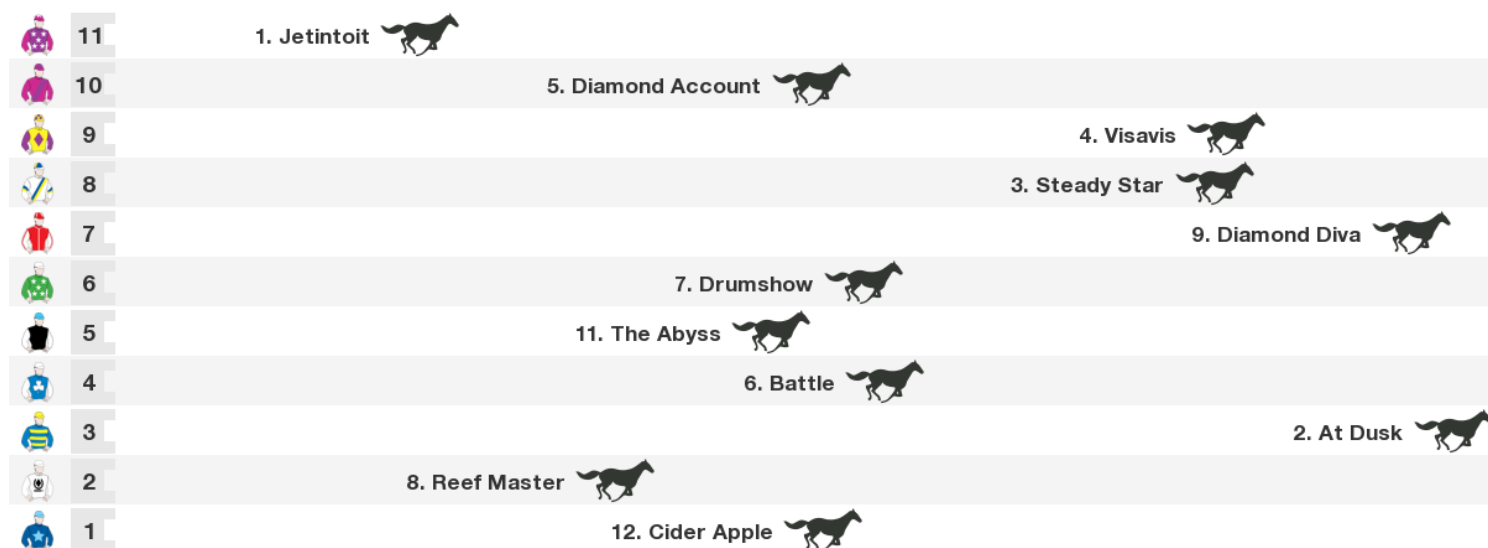 11 1. Jetintoit
10 5. Diamond Account
9 4. Visavis
8 3. Steady Star
7 9. Diamond Diva
6 7. Drumshow
5 11. The Abyss
4 6. Battle
3 2. At Dusk
2 8. Reef Master
1 12. Cider Apple